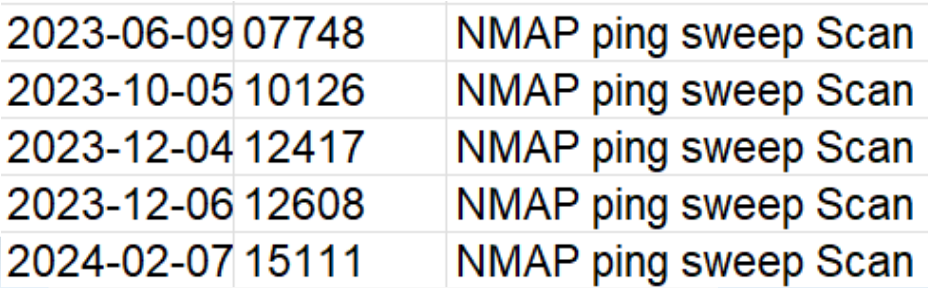 2023-06-09 07748 NMAP ping sweep Scan
2023-10-05 10126 NMAP ping sweep Scan
2023-12-04 12417 NMAP ping sweep Scan
2023-12-06 12608 NMAP ping sweep Scan
2024-02-07 15111 NMAP ping sweep Scan